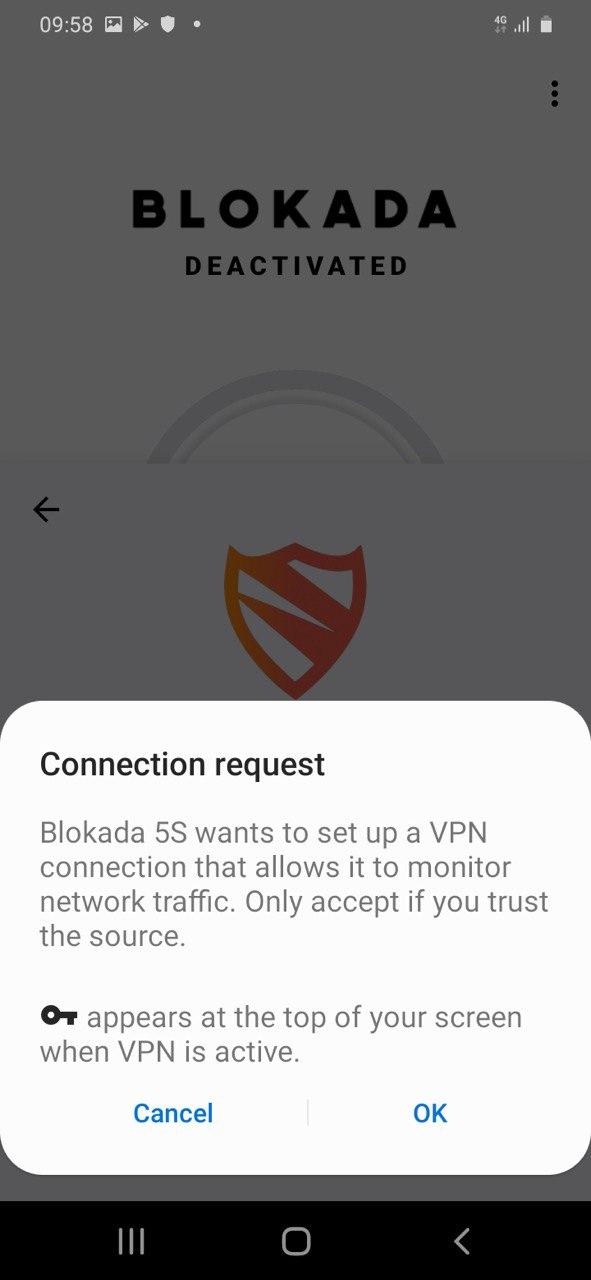 09:58
4G
BLOKADA
DEACTIVATED
Connection request
Blokada 5S wants to set up a VPN
connection that allows it to monitor
network traffic. Only accept if you trust
the source.
appears at the top of your screen
when VPN is active.
Cancel
OK